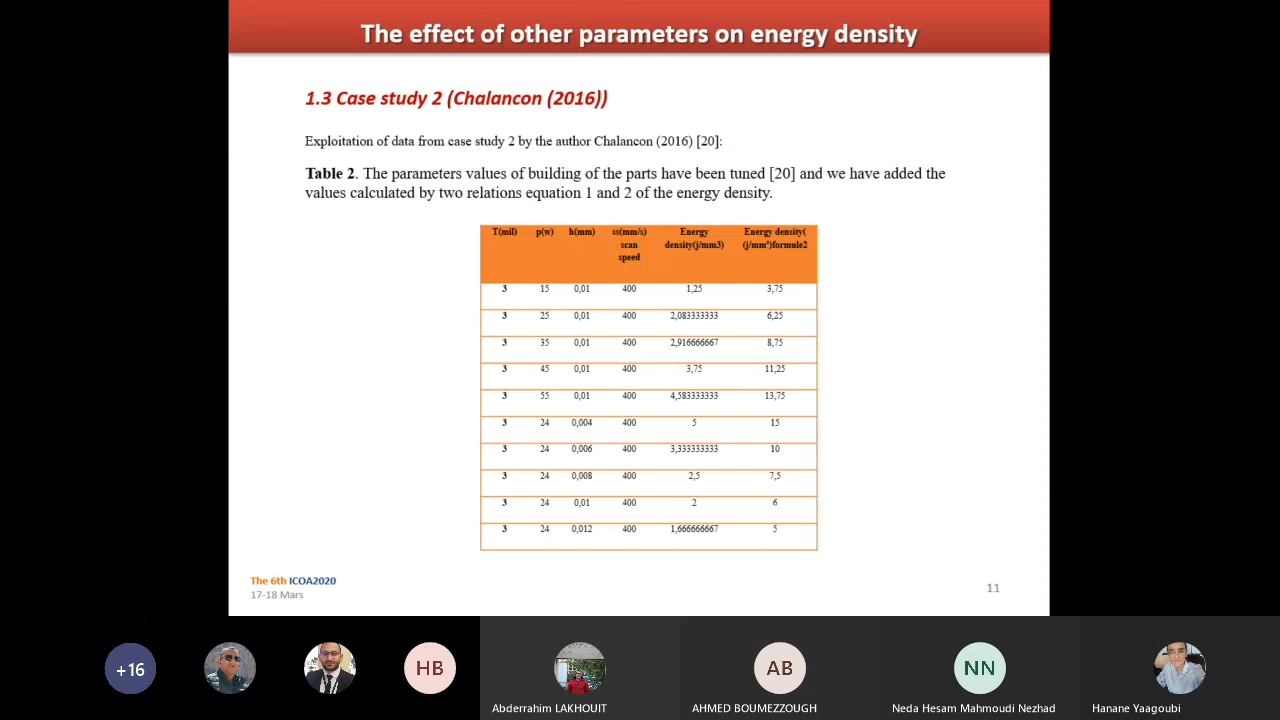 The effect of other parameters on energy density
1.3 Case study 2 (Chalancon (2016))
Exploitation of data from case study 2 by the author Chalancon (2016) [20]:
Table 2. The parameters values of building of the parts have been tuned [20] and we have added the
values calculated by two relations equation 1 and 2 of the energy density.
T(mil) p(w) h(mm) ss(mm/s) scan speed Energy density(j/mm3) Energy density( (j/mm²)formule2
3 15 0,01 400 1,25 3,75
3 25 0,01 400 2,083333333 6,25
3 35 0,01 400 2,916666667 8,75
3 45 0,01 400 3,75 11,25
3 55 0,01 400 4,583333333 13,75
3 24 0,004 400 5 15
3 24 0,006 400 3,333333333 10
3 24 0,008 400 2,5 7,5
3 24 0,01 400 2 6
3 24 0,012 400 1,666666667 5
The 6th ICOA2020
17-18 Mars
11
+16
HB
AB
NN
Abderrahim LAKHOUIT
AHMED BOUMEZZOUGH
Neda Hesam Mahmoudi Nezhad
Hanane Yaagoubi